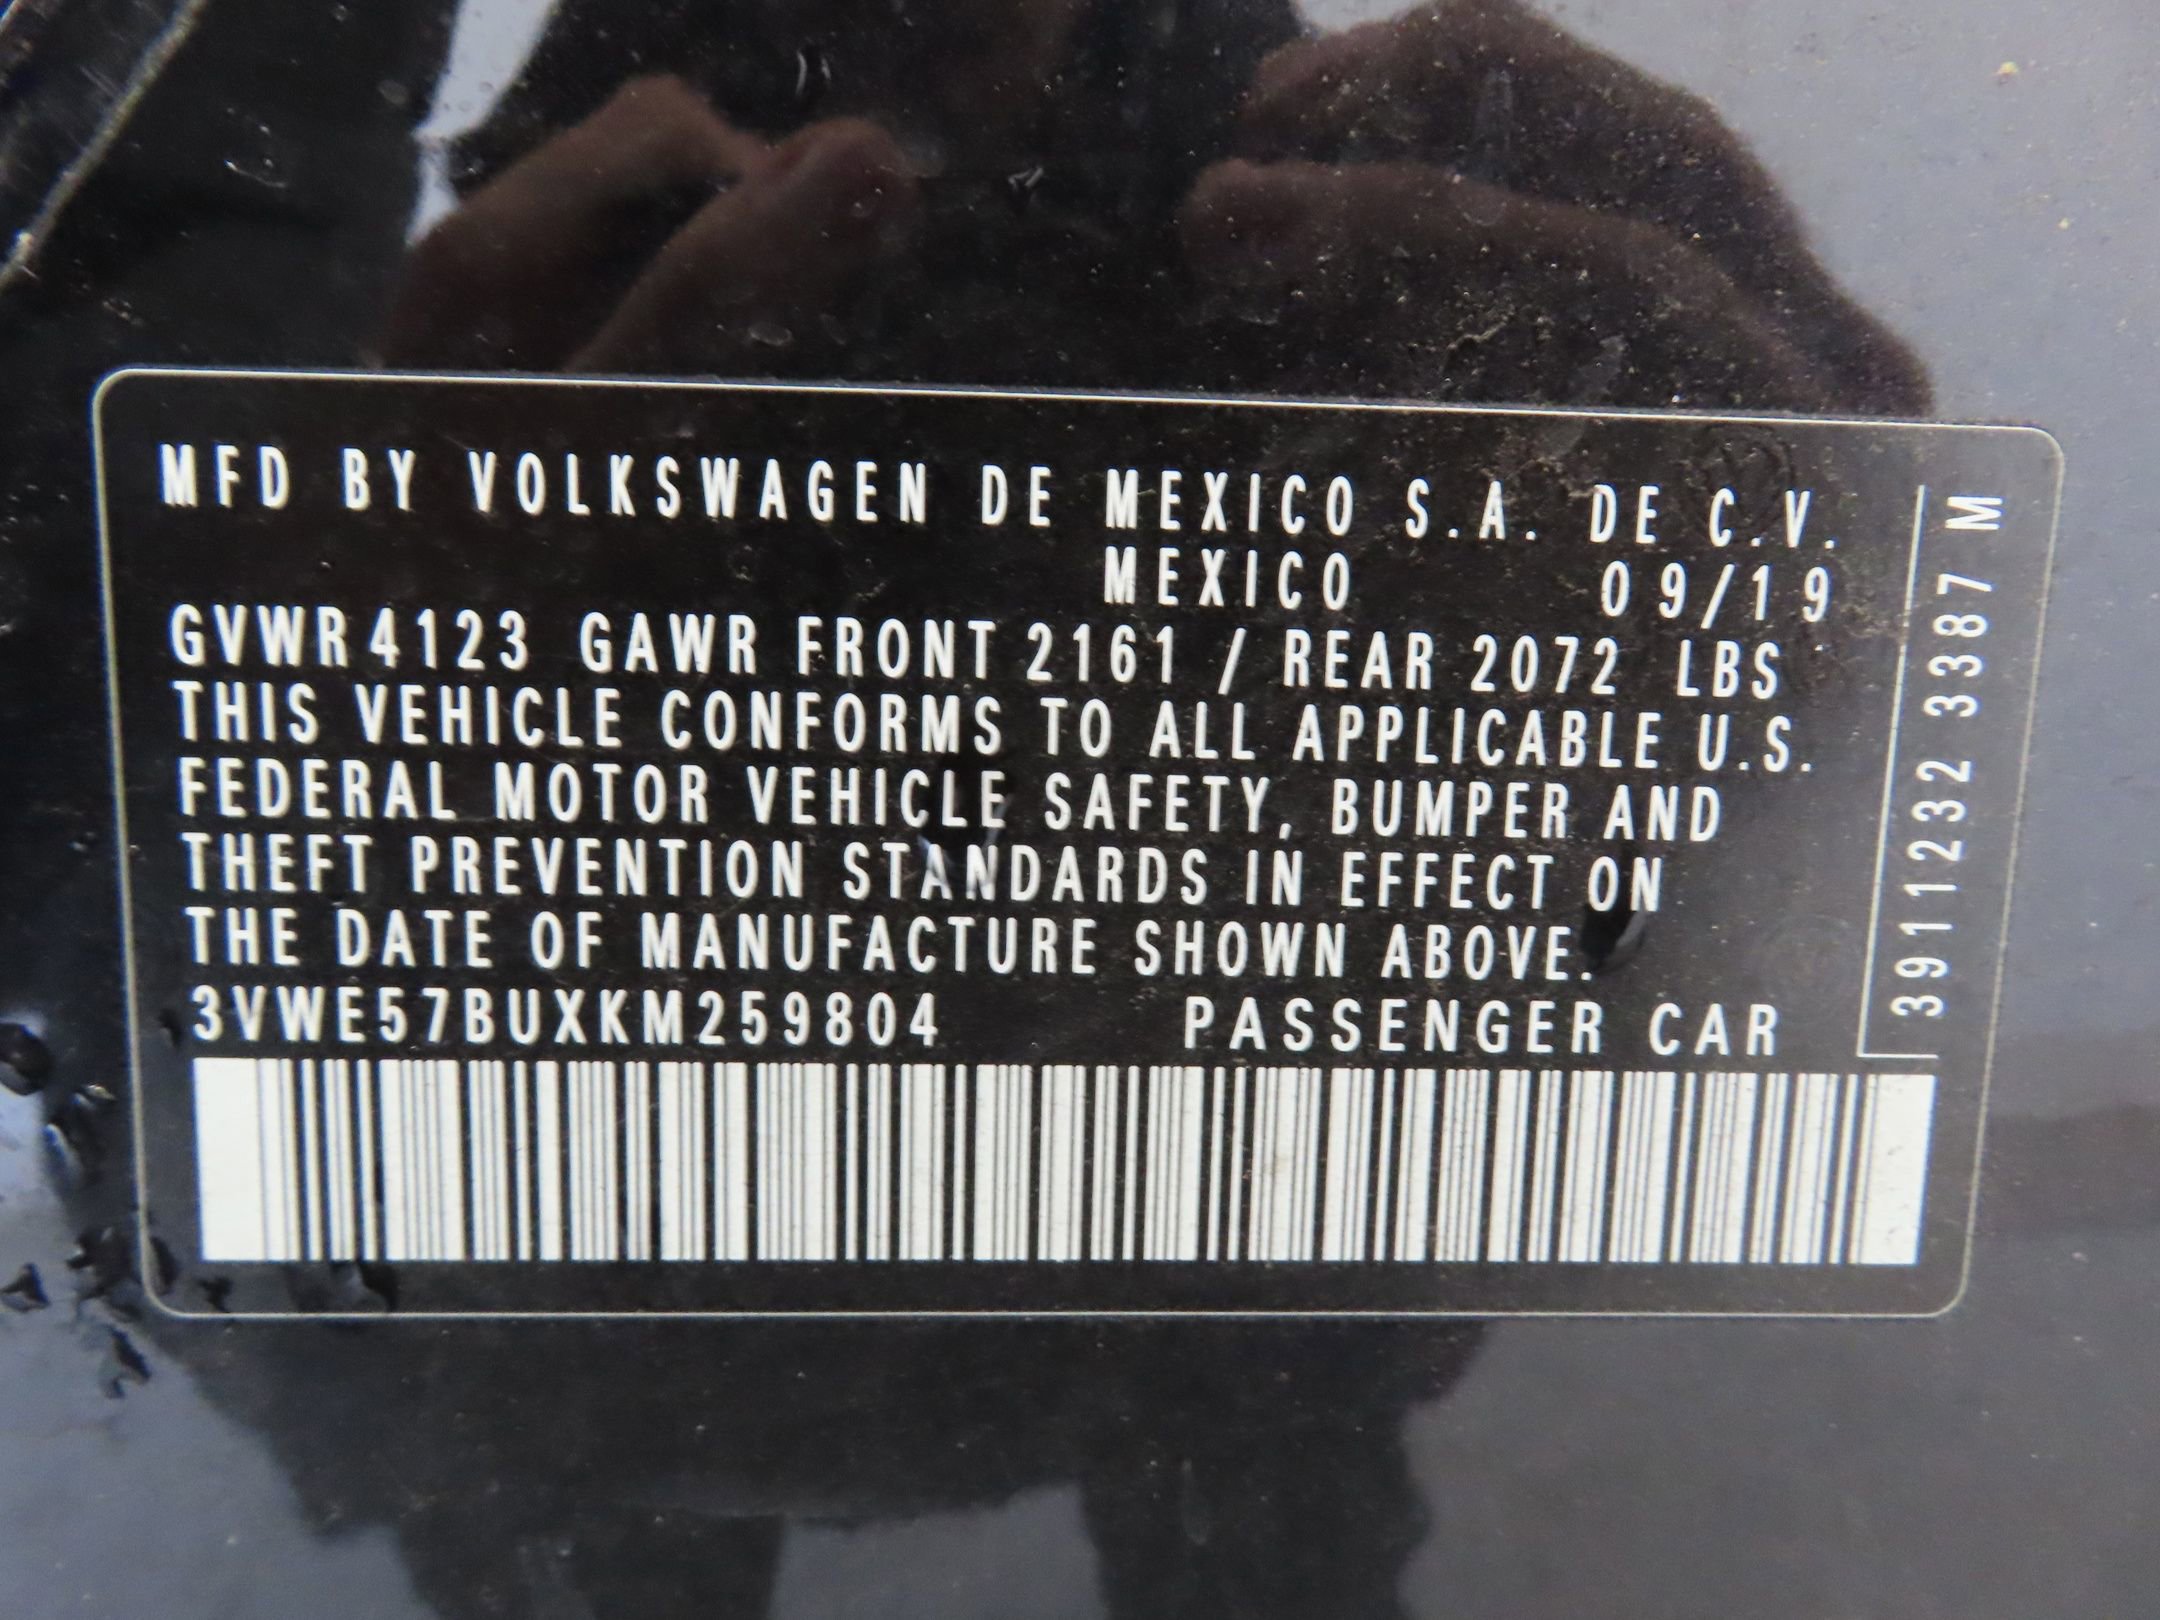 MFD BY VOLKSWAGEN DE MEXICO S.A. DE C.V.
MEXICO 09/19
GVWR 4123 GAWR FRONT 2161 / REAR 2072 LBS
THIS VEHICLE CONFORMS TO ALL APPLICABLE U.S.
FEDERAL MOTOR VEHICLE SAFETY, BUMPER AND
THEFT PREVENTION STANDARDS IN EFFECT ON
THE DATE OF MANUFACTURE SHOWN ABOVE.
3VWE57BUXKM259804 PASSENGER CAR
3911232 3387 M